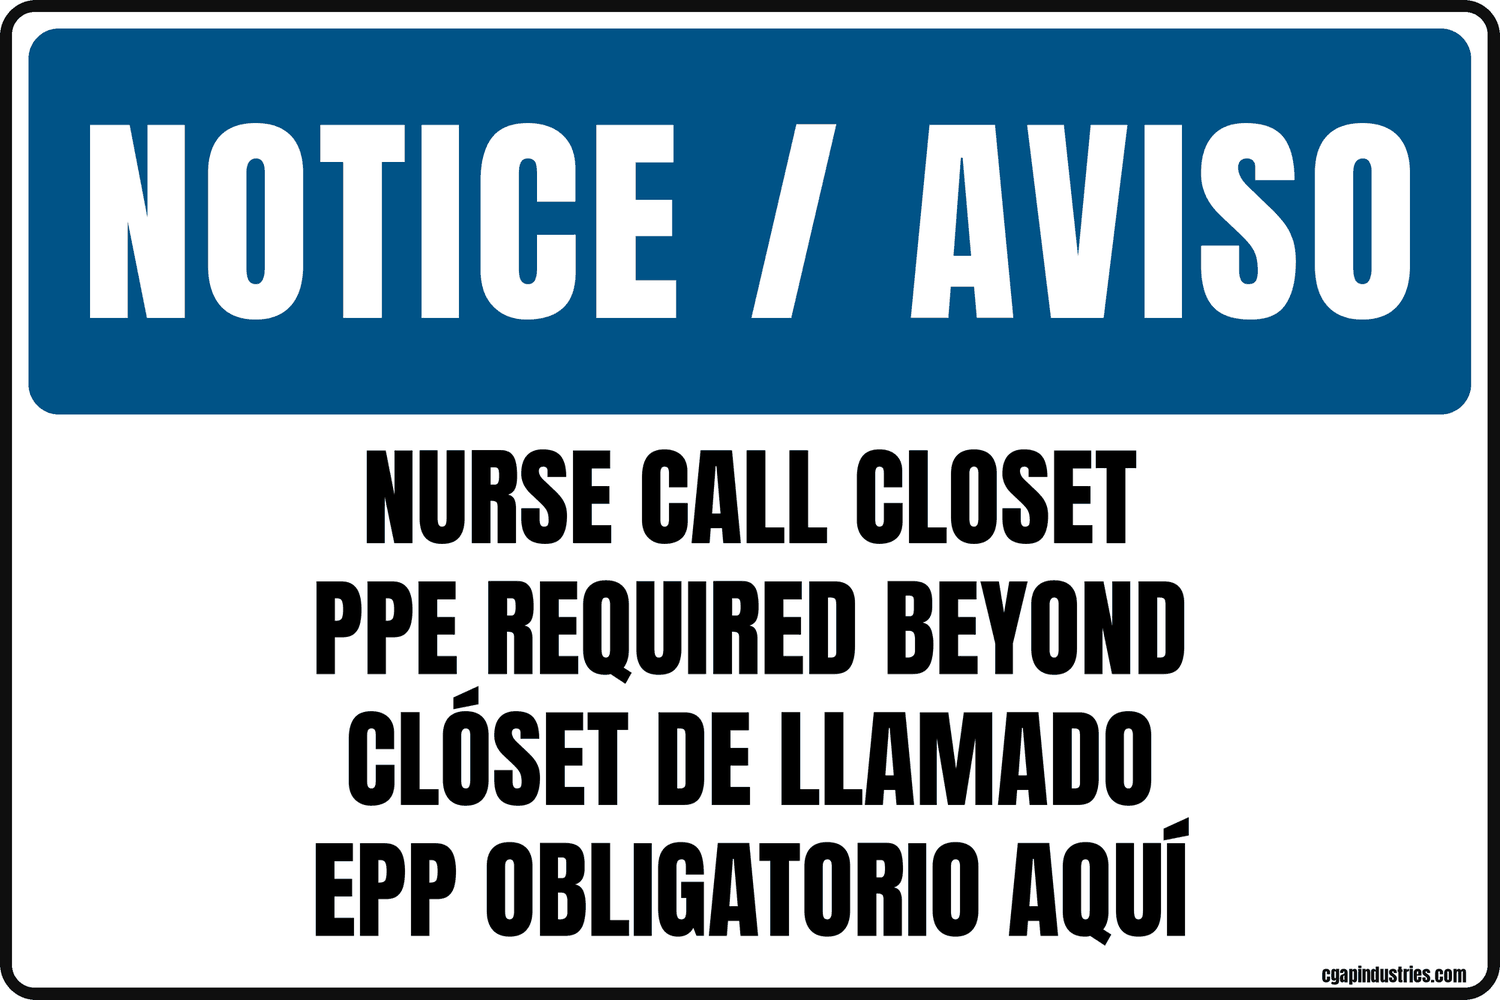 NOTICE / AVISO
NURSE CALL CLOSET
PPE REQUIRED BEYOND
CLÓSET DE LLAMADO
EPP OBLIGATORIO AQUÍ
cgapindustries.com